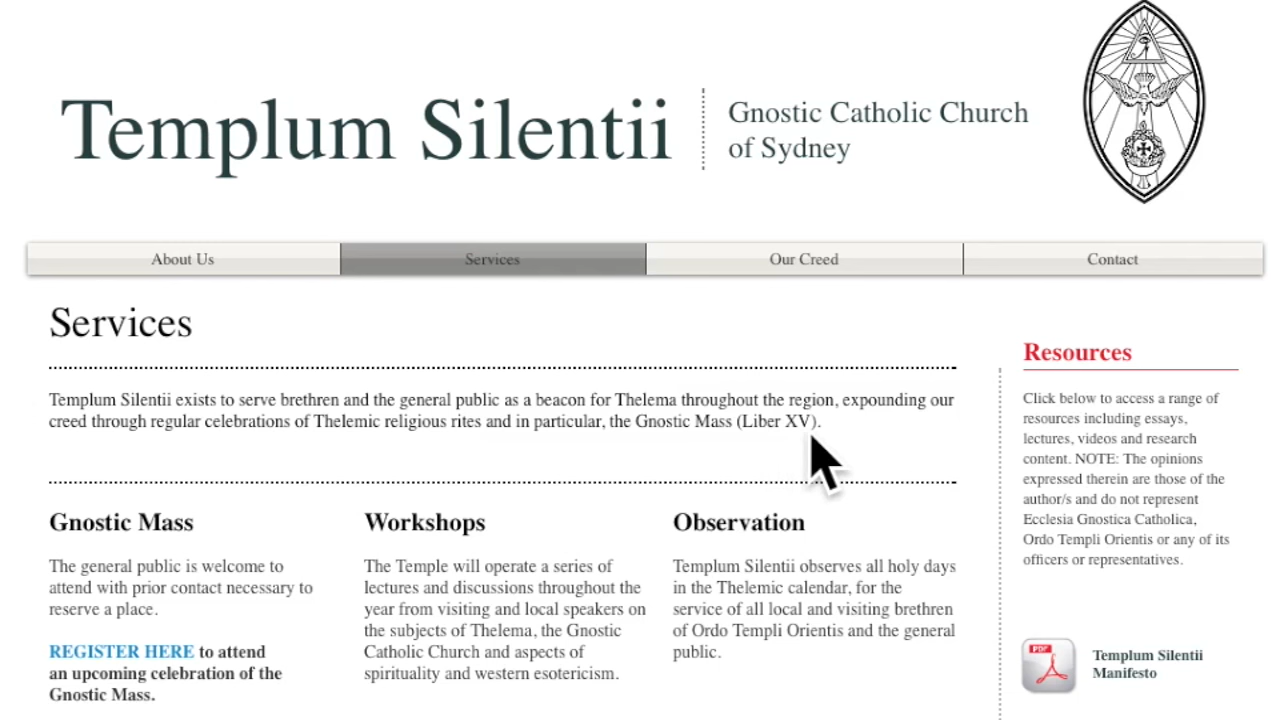 Templum Silentii
Gnostic Catholic Church
of Sydney
About Us
Services
Our Creed
Contact
Services
Templum Silentii exists to serve brethren and the general public as a beacon for Thelema throughout the region, expounding our
creed through regular celebrations of Thelemic religious rites and in particular, the Gnostic Mass (Liber XV).
Gnostic Mass
The general public is welcome to
attend with prior contact necessary to
reserve a place.
REGISTER HERE to attend
an upcoming celebration of the
Gnostic Mass.
Workshops
The Temple will operate a series of
lectures and discussions throughout the
year from visiting and local speakers on
the subjects of Thelema, the Gnostic
Catholic Church and aspects of
spirituality and western esotericism.
Observation
Templum Silentii observes all holy days
in the Thelemic calendar, for the
service of all local and visiting brethren
of Ordo Templi Orientis and the general
public.
Resources
Click below to access a range of
resources including essays,
lectures, videos and research
content. NOTE: The opinions
expressed therein are those of the
author/s and do not represent
Ecclesia Gnostica Catholica,
Ordo Templi Orientis or any of its
officers or representatives.
PDF
Templum Silentii
Manifesto